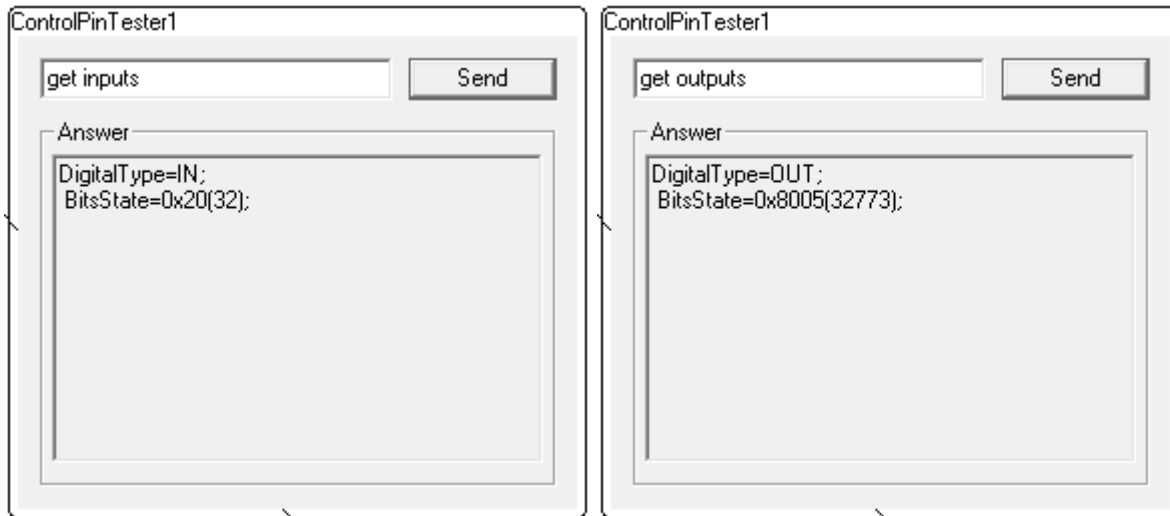 ControlPinTester1
get inputs
Send
Answer
DigitalType=IN;
BitsState=0x20(32);
ControlPinTester1
get outputs
Send
Answer
DigitalType=OUT;
BitsState=0x8005(32773);